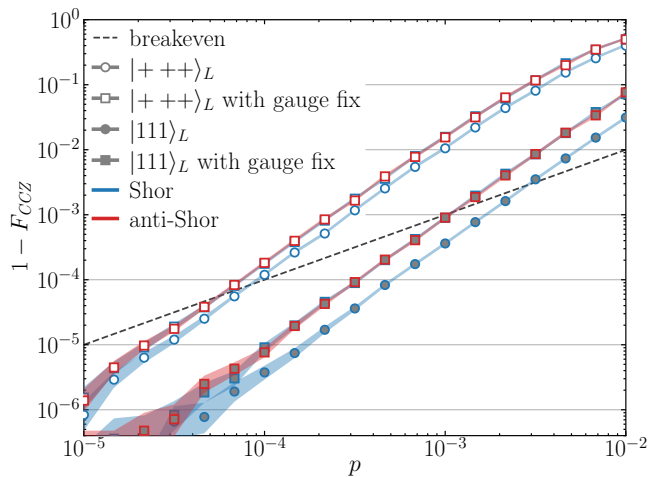 10⁰
10⁻¹
10⁻²
10⁻³
10⁻⁴
10⁻⁵
10⁻⁶
1 − F_CCZ
breakeven
|+ ++⟩_L
|+ ++⟩_L with gauge fix
|111⟩_L
|111⟩_L with gauge fix
Shor
anti-Shor
10⁻⁵ 10⁻⁴ 10⁻³ 10⁻²
p